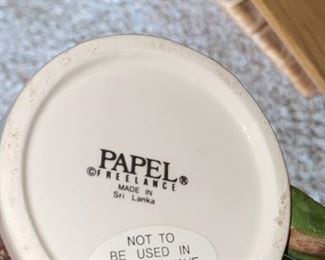 PAPEL®
©FREELANCE
MADE IN
Sri Lanka
NOT TO
BE USED IN